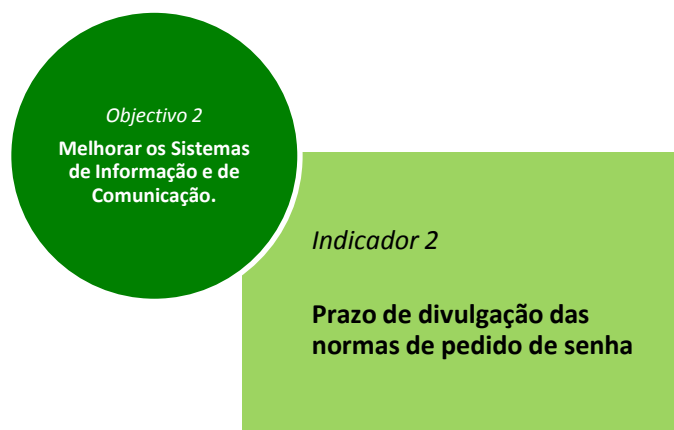 Objectivo 2
Melhorar os Sistemas
de Informação e de
Comunicação.
Indicador 2
Prazo de divulgação das
normas de pedido de senha